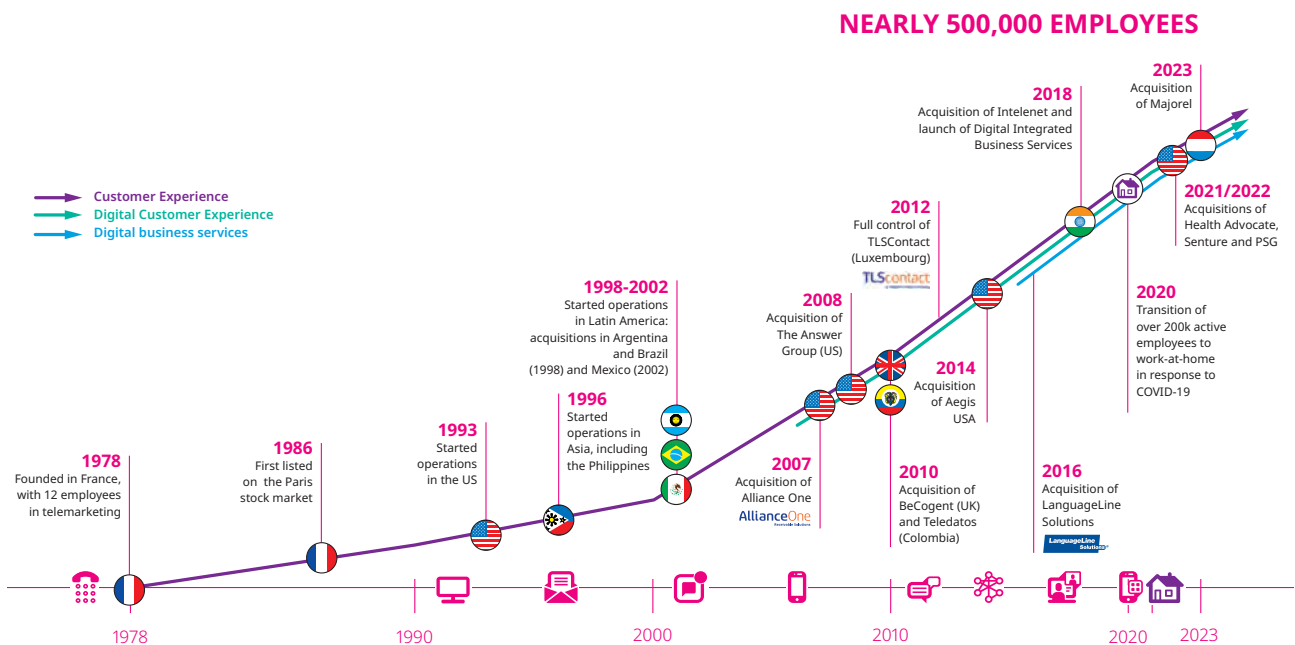 NEARLY 500,000 EMPLOYEES
Customer Experience
Digital Customer Experience
Digital business services
1978
Founded in France,
with 12 employees
in telemarketing
1986
First listed
on the Paris
stock market
1993
Started
operations
in the US
1996
Started
operations in
Asia, including
the Philippines
1998-2002
Started operations
in Latin America:
acquisitions in Argentina
and Brazil
(1998) and Mexico (2002)
2007
Acquisition of
Alliance One
AllianceOne
Receivable Solutions
2008
Acquisition of
The Answer
Group (US)
2010
Acquisition of
BeCogent (UK)
and Teledatos
(Colombia)
2012
Full control of
TLSContact
(Luxembourg)
TLScontact
2014
Acquisition
of Aegis
USA
2016
Acquisition of
LanguageLine
Solutions
LanguageLine
Solutions
2018
Acquisition of Intelenet and
launch of Digital Integrated
Business Services
2020
Transition of
over 200k active
employees to
work-at-home
in response to
COVID-19
2021/2022
Acquisitions of
Health Advocate,
Senture and PSG
2023
Acquisition
of Majorel
1978
1990
2000
2010
2020
2023